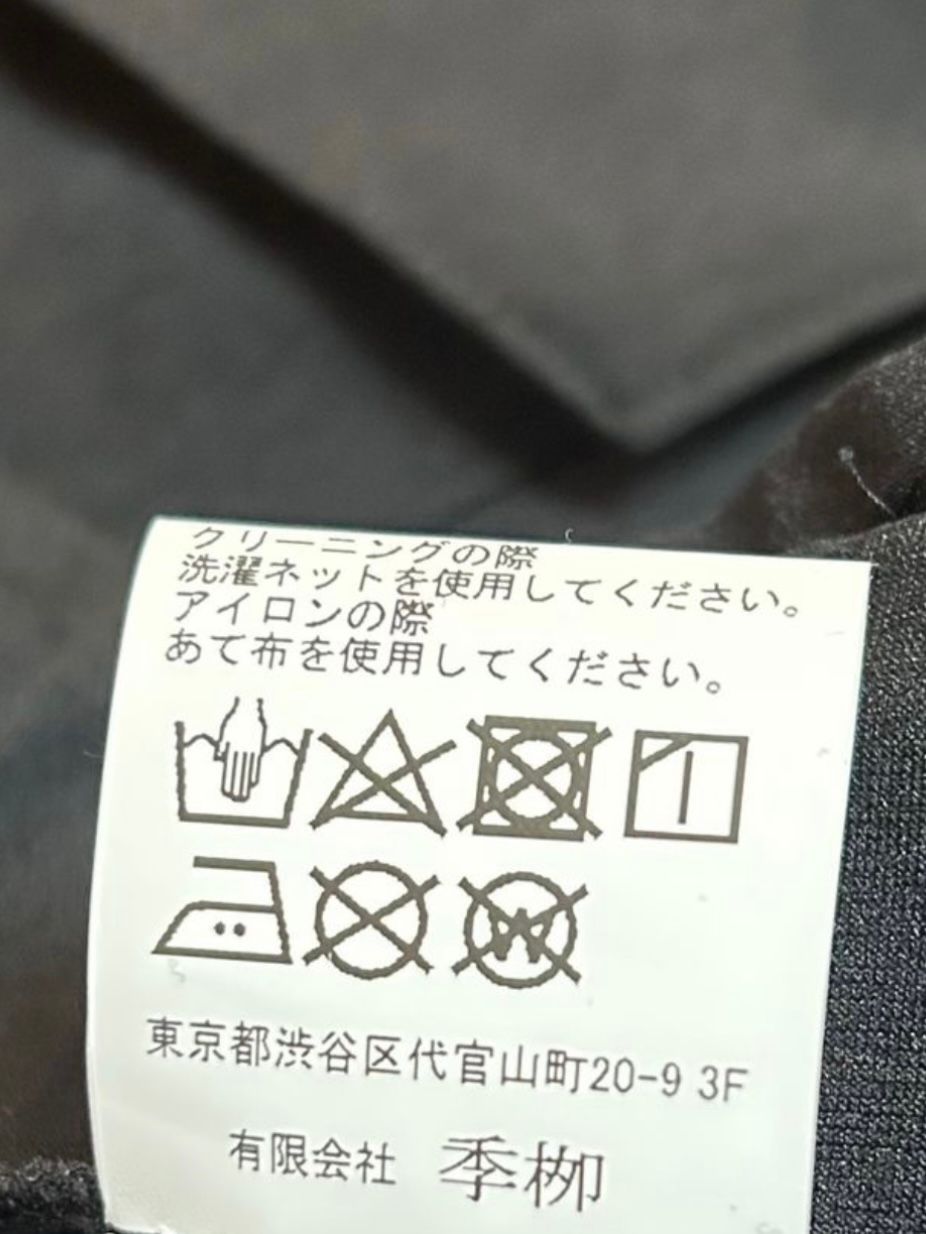 クリーニングの際
洗濯ネットを使用してください。
アイロンの際
あて布を使用してください。
W
東京都渋谷区代官山町20-9 3F
有限会社 季栁